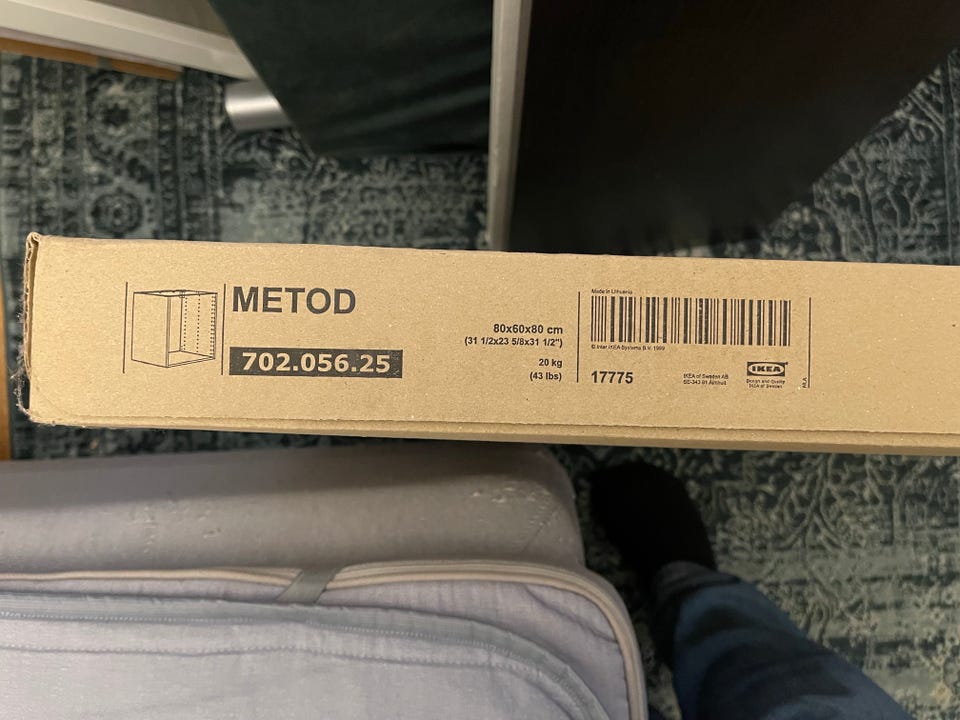 METOD
702.056.25
80x60x80 cm
(31 1/2x23 5/8x31 1/2")
20 kg
(43 lbs)
Made in Lithuania
© Inter IKEA Systems B.V. 1999
17775
IKEA of Sweden AB
SE-343 81 Älmhult
IKEA
Design and Quality
IKEA of Sweden